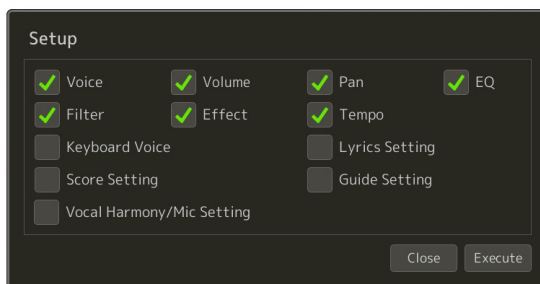 Setup
Voice Volume Pan EQ
Filter Effect Tempo
Keyboard Voice Lyrics Setting
Score Setting Guide Setting
Vocal Harmony/Mic Setting
Close Execute